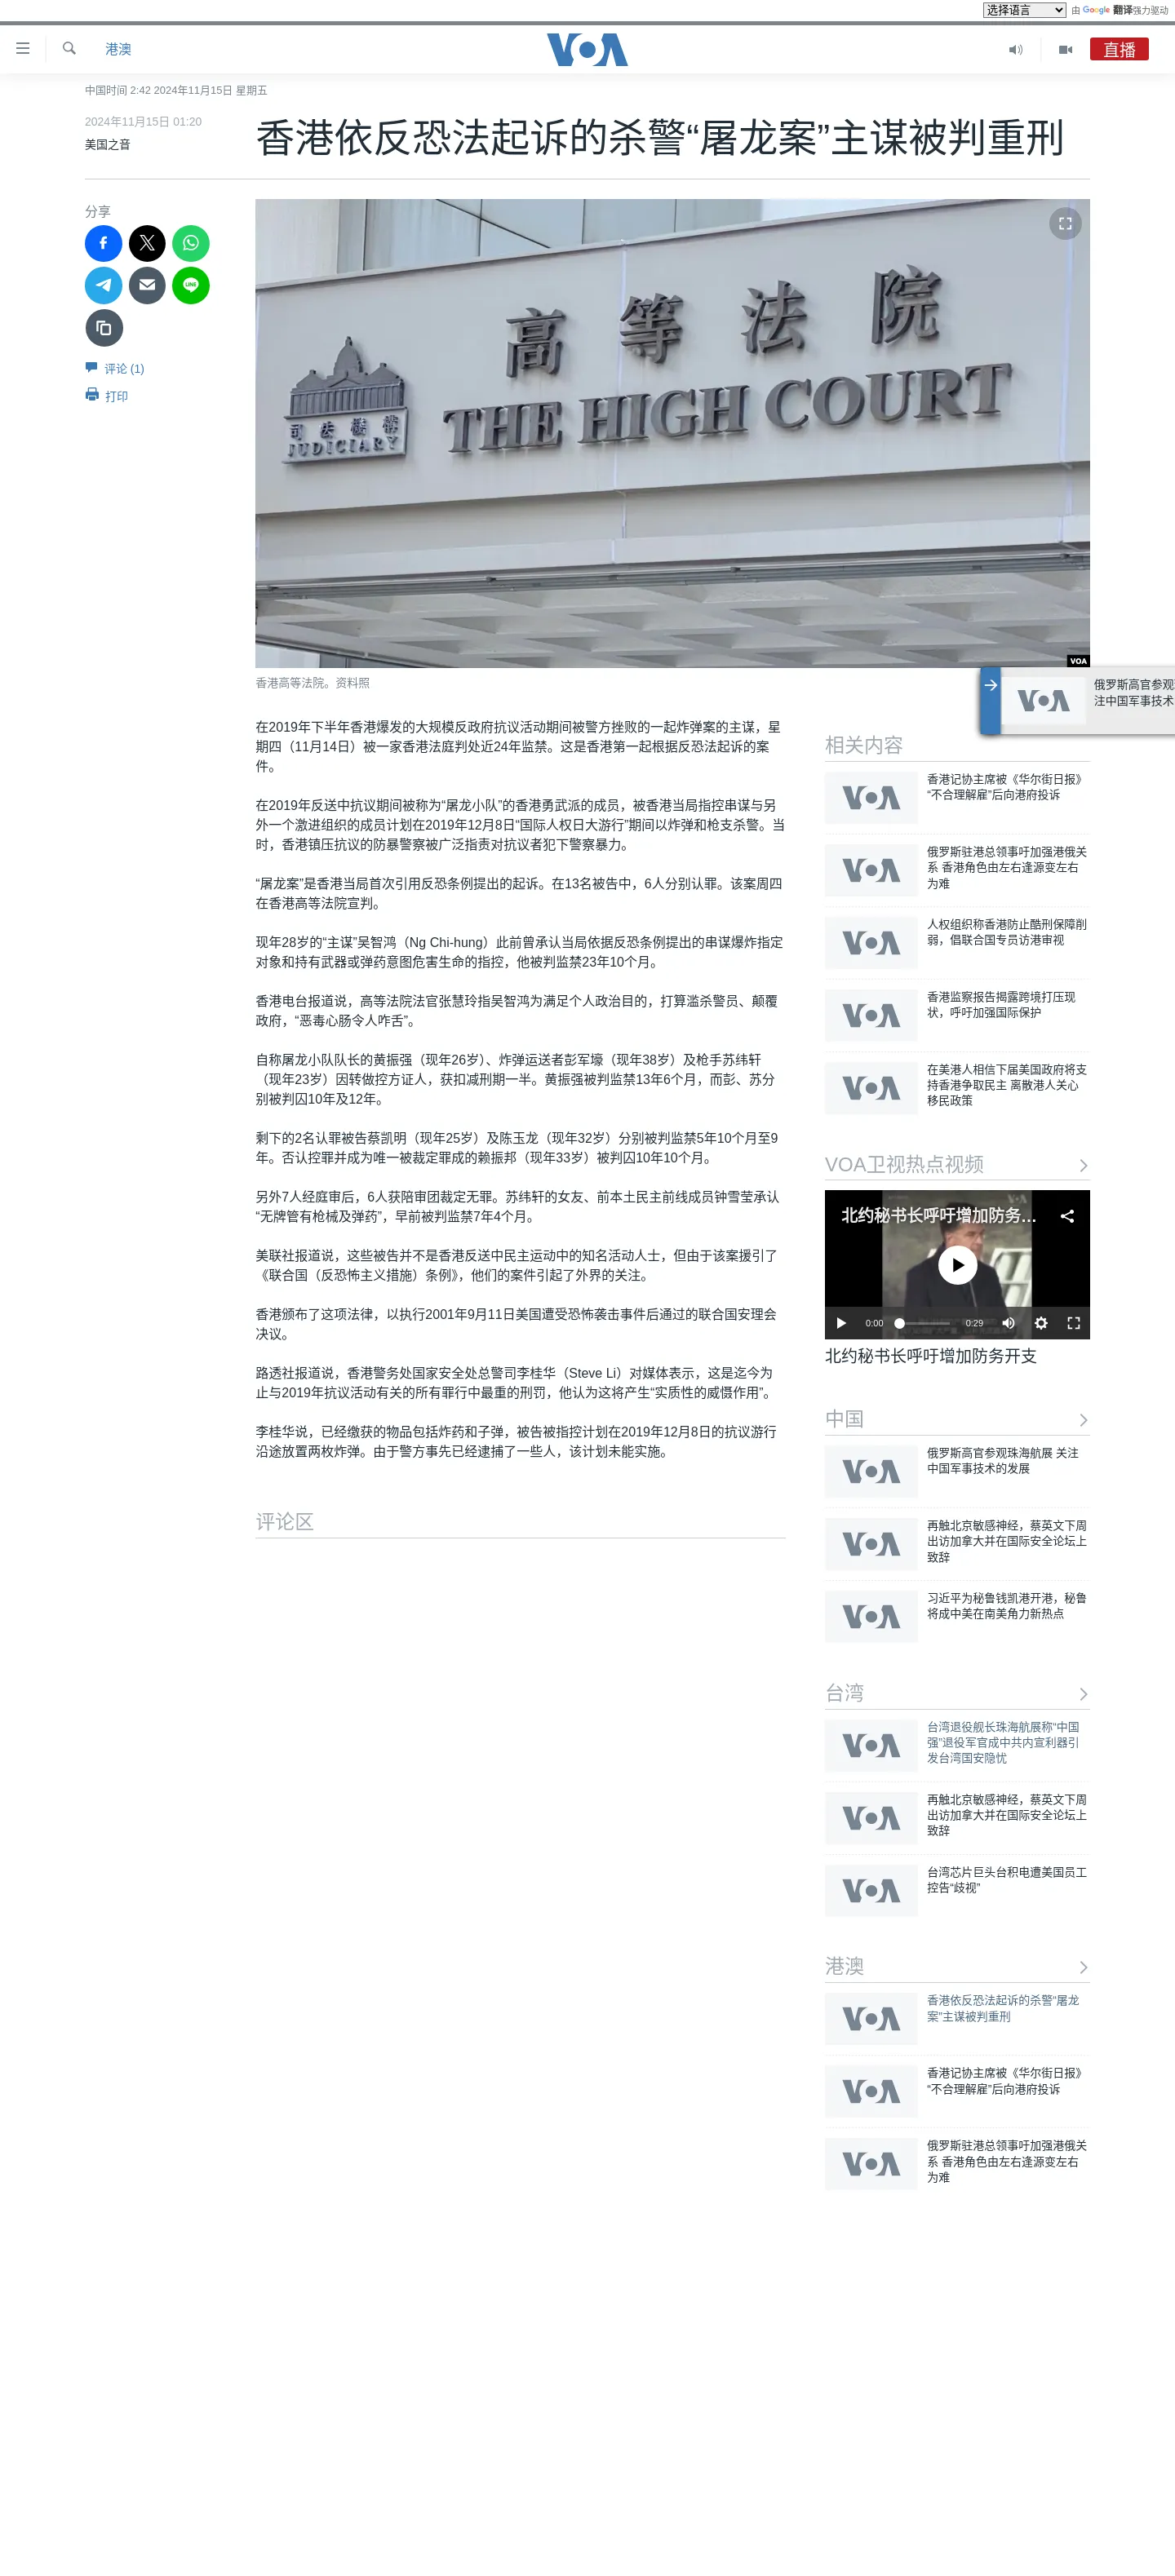 选择语言 由 Google 翻译强力驱动
港澳
VOA
直播
中国时间 2:42 2024年11月15日 星期五
2024年11月15日 01:20
美国之音
香港依反恐法起诉的杀警“屠龙案”主谋被判重刑
分享
LINE
评论 (1)
打印
高等法院
THE HIGH COURT
司法機構
JUDICIARY
VOA
香港高等法院。资料照
在2019年下半年香港爆发的大规模反政府抗议活动期间被警方挫败的一起炸弹案的主谋，星
期四（11月14日）被一家香港法庭判处近24年监禁。这是香港第一起根据反恐法起诉的案
件。
在2019年反送中抗议期间被称为“屠龙小队”的香港勇武派的成员，被香港当局指控串谋与另
外一个激进组织的成员计划在2019年12月8日“国际人权日大游行”期间以炸弹和枪支杀警。当
时，香港镇压抗议的防暴警察被广泛指责对抗议者犯下警察暴力。
“屠龙案”是香港当局首次引用反恐条例提出的起诉。在13名被告中，6人分别认罪。该案周四
在香港高等法院宣判。
现年28岁的“主谋”吴智鸿（Ng Chi-hung）此前曾承认当局依据反恐条例提出的串谋爆炸指定
对象和持有武器或弹药意图危害生命的指控，他被判监禁23年10个月。
香港电台报道说，高等法院法官张慧玲指吴智鸿为满足个人政治目的，打算滥杀警员、颠覆
政府，“恶毒心肠令人咋舌”。
自称屠龙小队队长的黄振强（现年26岁）、炸弹运送者彭军壕（现年38岁）及枪手苏纬轩
（现年23岁）因转做控方证人，获扣减刑期一半。黄振强被判监禁13年6个月，而彭、苏分
别被判囚10年及12年。
剩下的2名认罪被告蔡凯明（现年25岁）及陈玉龙（现年32岁）分别被判监禁5年10个月至9
年。否认控罪并成为唯一被裁定罪成的赖振邦（现年33岁）被判囚10年10个月。
另外7人经庭审后，6人获陪审团裁定无罪。苏纬轩的女友、前本土民主前线成员钟雪莹承认
“无牌管有枪械及弹药”，早前被判监禁7年4个月。
美联社报道说，这些被告并不是香港反送中民主运动中的知名活动人士，但由于该案援引了
《联合国（反恐怖主义措施）条例》，他们的案件引起了外界的关注。
香港颁布了这项法律，以执行2001年9月11日美国遭受恐怖袭击事件后通过的联合国安理会
决议。
路透社报道说，香港警务处国家安全处总警司李桂华（Steve Li）对媒体表示，这是迄今为
止与2019年抗议活动有关的所有罪行中最重的刑罚，他认为这将产生“实质性的威慑作用”。
李桂华说，已经缴获的物品包括炸药和子弹，被告被指控计划在2019年12月8日的抗议游行
沿途放置两枚炸弹。由于警方事先已经逮捕了一些人，该计划未能实施。
评论区
VOA
俄罗斯高官参观
注中国军事技术
相关内容
VOA
香港记协主席被《华尔街日报》
“不合理解雇”后向港府投诉
VOA
俄罗斯驻港总领事吁加强港俄关
系 香港角色由左右逢源变左右
为难
VOA
人权组织称香港防止酷刑保障削
弱，倡联合国专员访港审视
VOA
香港监察报告揭露跨境打压现
状，呼吁加强国际保护
VOA
在美港人相信下届美国政府将支
持香港争取民主 离散港人关心
移民政策
VOA卫视热点视频
北约秘书长呼吁增加防务...
VOA
0:00
0:29
北约秘书长呼吁增加防务开支
中国
VOA
俄罗斯高官参观珠海航展 关注
中国军事技术的发展
VOA
再触北京敏感神经，蔡英文下周
出访加拿大并在国际安全论坛上
致辞
VOA
习近平为秘鲁钱凯港开港，秘鲁
将成中美在南美角力新热点
台湾
VOA
台湾退役舰长珠海航展称“中国
强”退役军官成中共内宣利器引
发台湾国安隐忧
VOA
再触北京敏感神经，蔡英文下周
出访加拿大并在国际安全论坛上
致辞
VOA
台湾芯片巨头台积电遭美国员工
控告“歧视”
港澳
VOA
香港依反恐法起诉的杀警“屠龙
案”主谋被判重刑
VOA
香港记协主席被《华尔街日报》
“不合理解雇”后向港府投诉
VOA
俄罗斯驻港总领事吁加强港俄关
系 香港角色由左右逢源变左右
为难